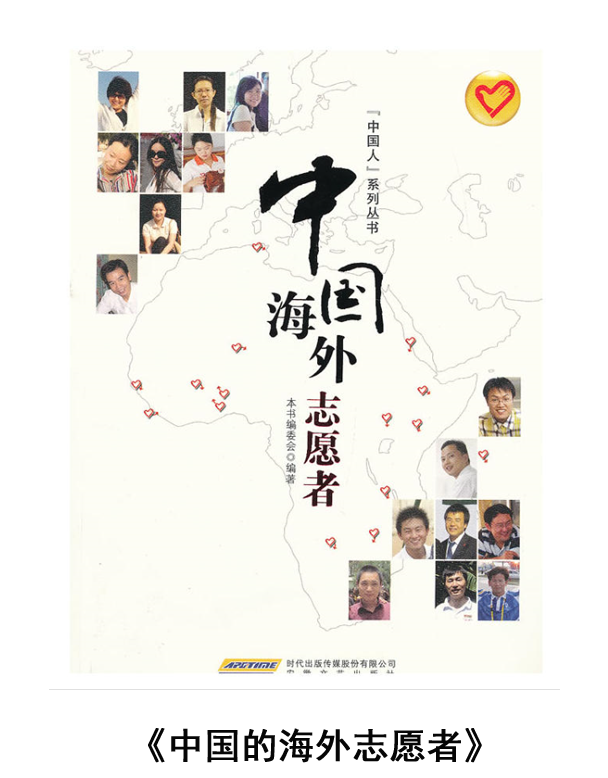 『中国人』系列丛书
中国
海外
志愿者
本书编委会◎编著
APGTIME 时代出版传媒股份有限公司
《中国的海外志愿者》